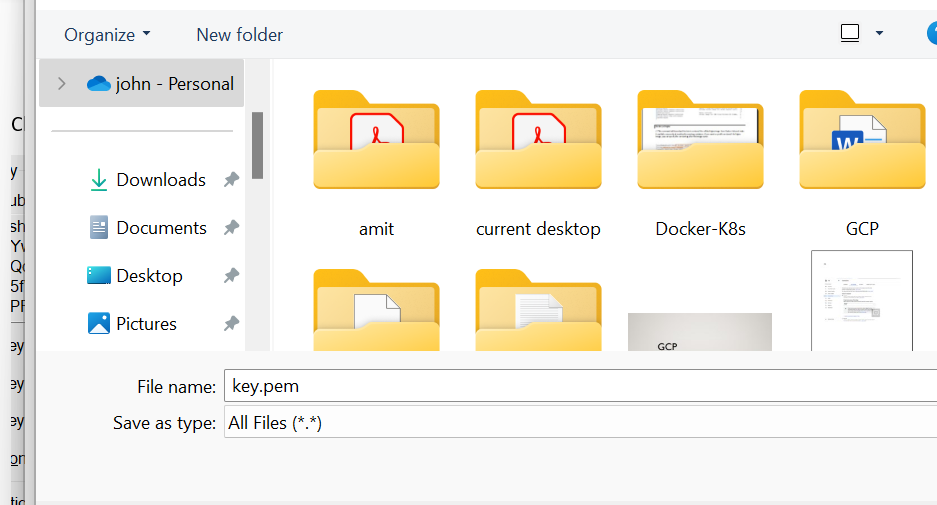 Organize New folder
john - Personal
Downloads
Documents
Desktop
Pictures
amit current desktop Docker-K8s GCP
GCP
File name: key.pem
Save as type: All Files (*.*)